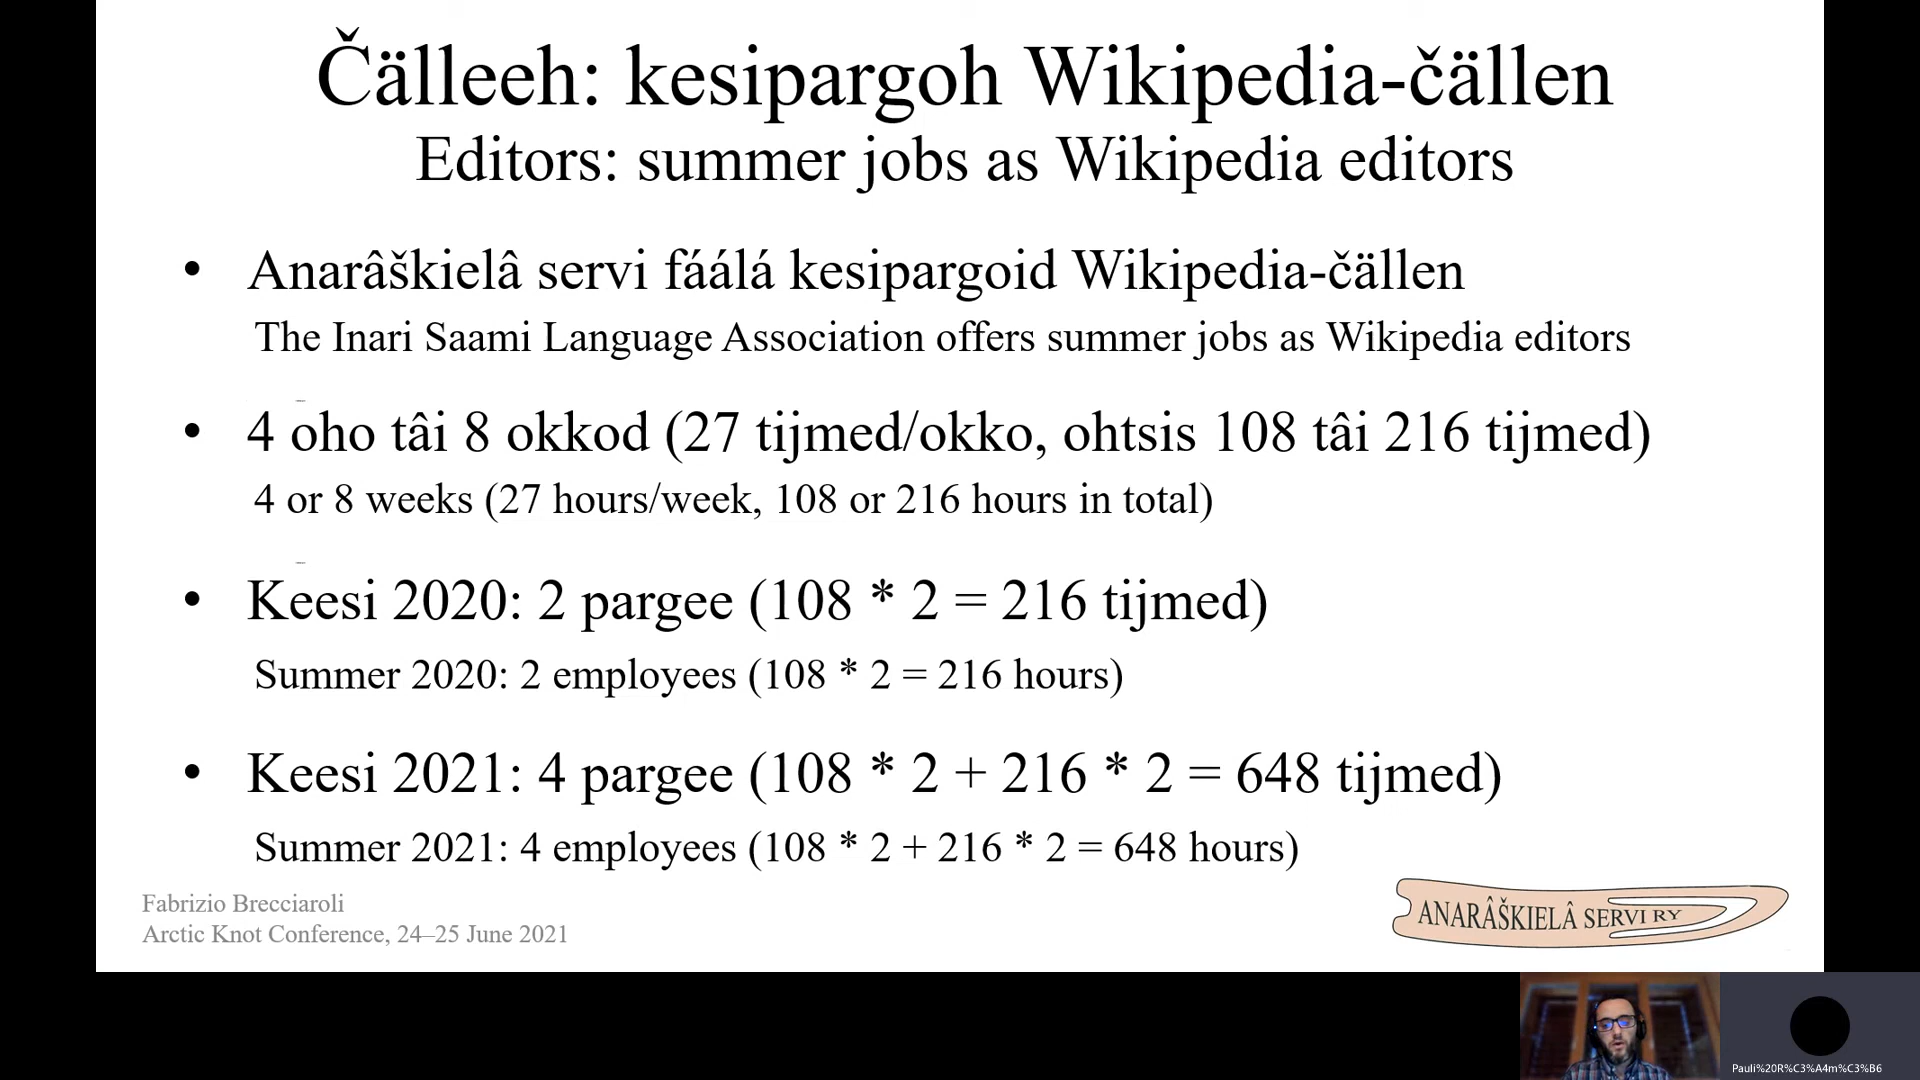 Čälleeh: kesipargoh Wikipedia-čällen
Editors: summer jobs as Wikipedia editors
• Anarâškielâ servi fáálá kesipargoid Wikipedia-čällen
The Inari Saami Language Association offers summer jobs as Wikipedia editors
• 4 oho tâi 8 okkod (27 tijmed/okko, ohtsis 108 tâi 216 tijmed)
4 or 8 weeks (27 hours/week, 108 or 216 hours in total)
• Keesi 2020: 2 pargee (108 * 2 = 216 tijmed)
Summer 2020: 2 employees (108 * 2 = 216 hours)
• Keesi 2021: 4 pargee (108 * 2 + 216 * 2 = 648 tijmed)
Summer 2021: 4 employees (108 * 2 + 216 * 2 = 648 hours)
Fabrizio Brecciaroli
Arctic Knot Conference, 24–25 June 2021
ANARÂŠKIELÂ SERVI RY
Pauli%20R%C3%A4m%C3%B6